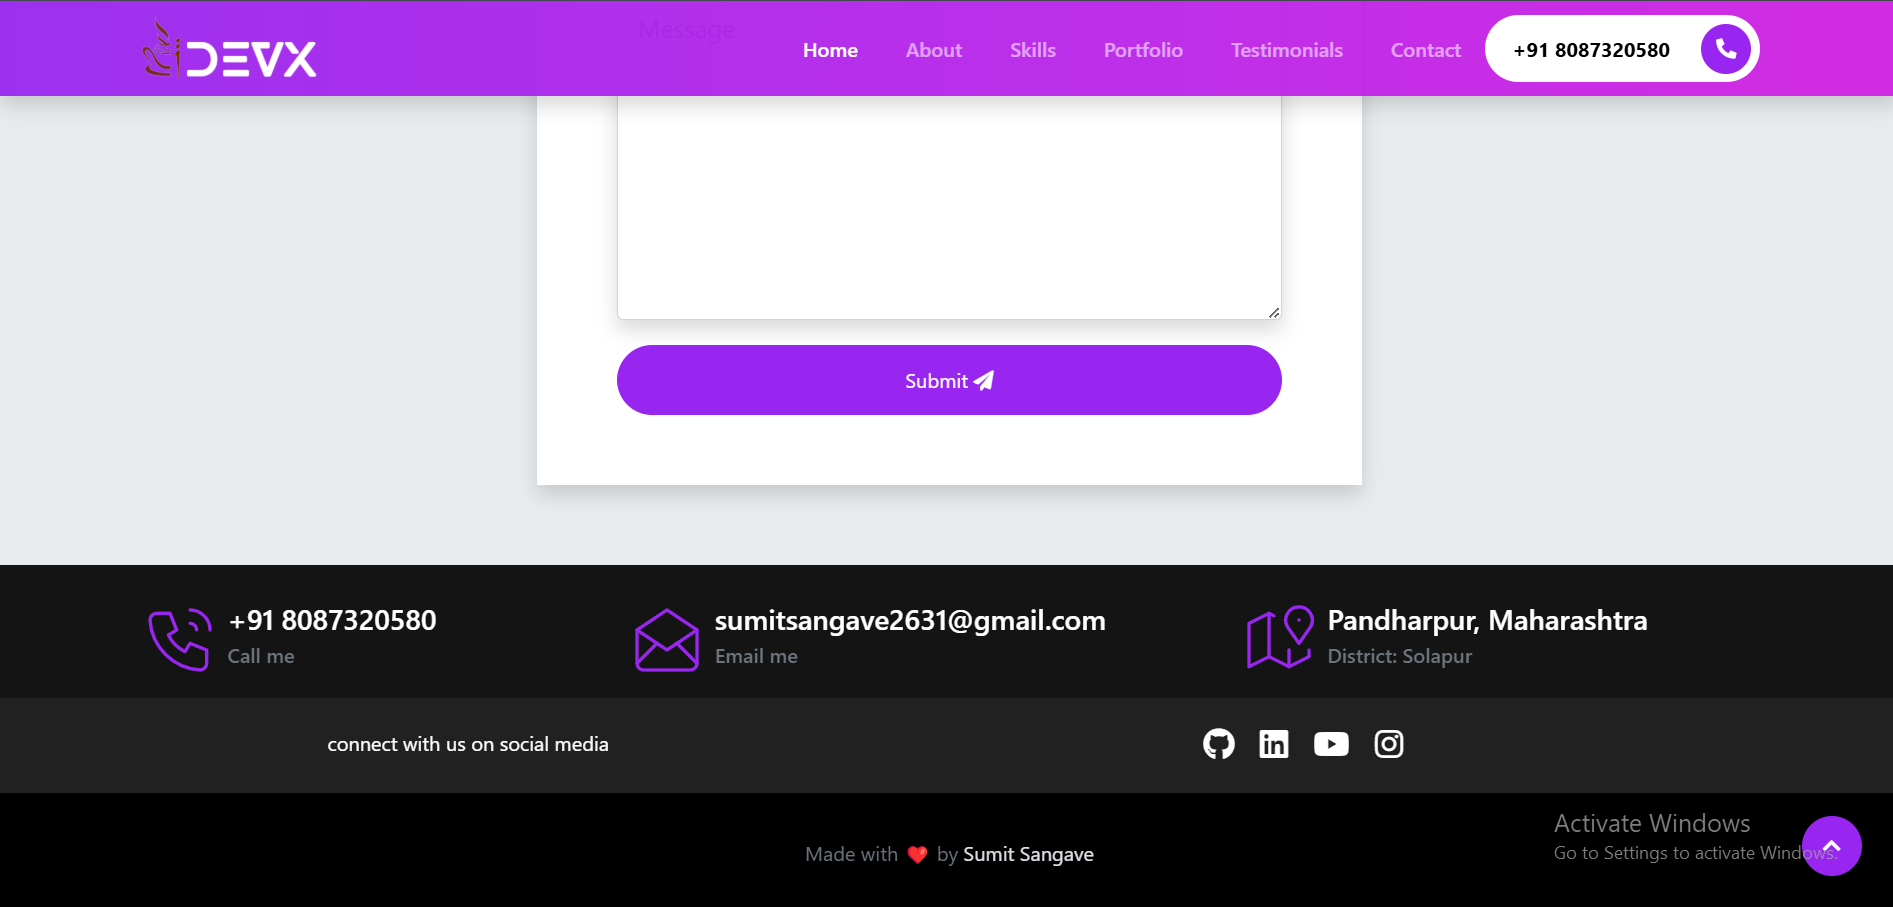 DEVX
Home
About
Skills
Portfolio
Testimonials
Contact
+91 8087320580
Message
Submit
+91 8087320580
Call me
sumitsangave2631@gmail.com
Email me
Pandharpur, Maharashtra
District: Solapur
connect with us on social media
in
Made with ❤️ by Sumit Sangave
Activate Windows
Go to Settings to activate Windows.